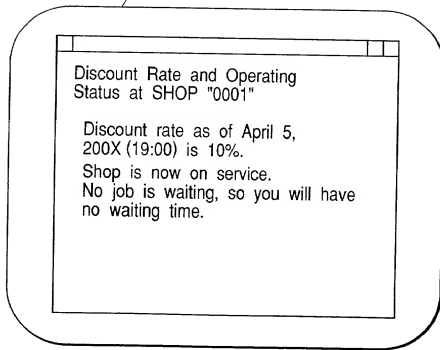 Discount Rate and Operating
Status at SHOP "0001"
Discount rate as of April 5,
200X (19:00) is 10%.
Shop is now on service.
No job is waiting, so you will have
no waiting time.